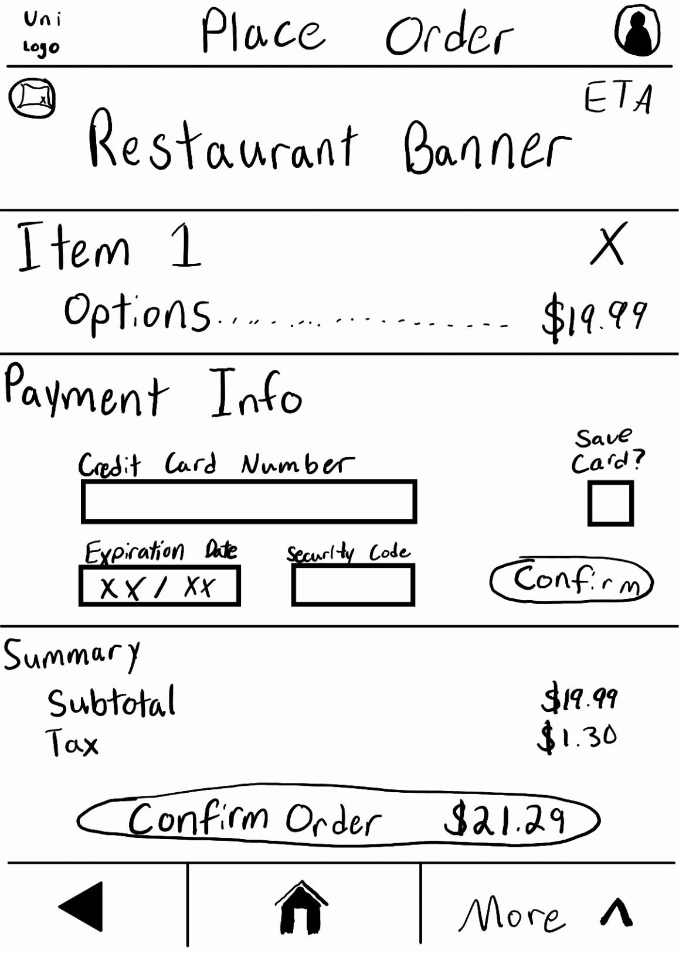 Uni
Logo
Place Order
ETA
Restaurant Banner
Item 1 X
Options.................... $19.99
Payment Info
Save
Card?
Credit Card Number
Expiration Date Security Code
XX/XX
Confirm
Summary
Subtotal $19.99
Tax $1.30
Confirm Order $21.29
More ^